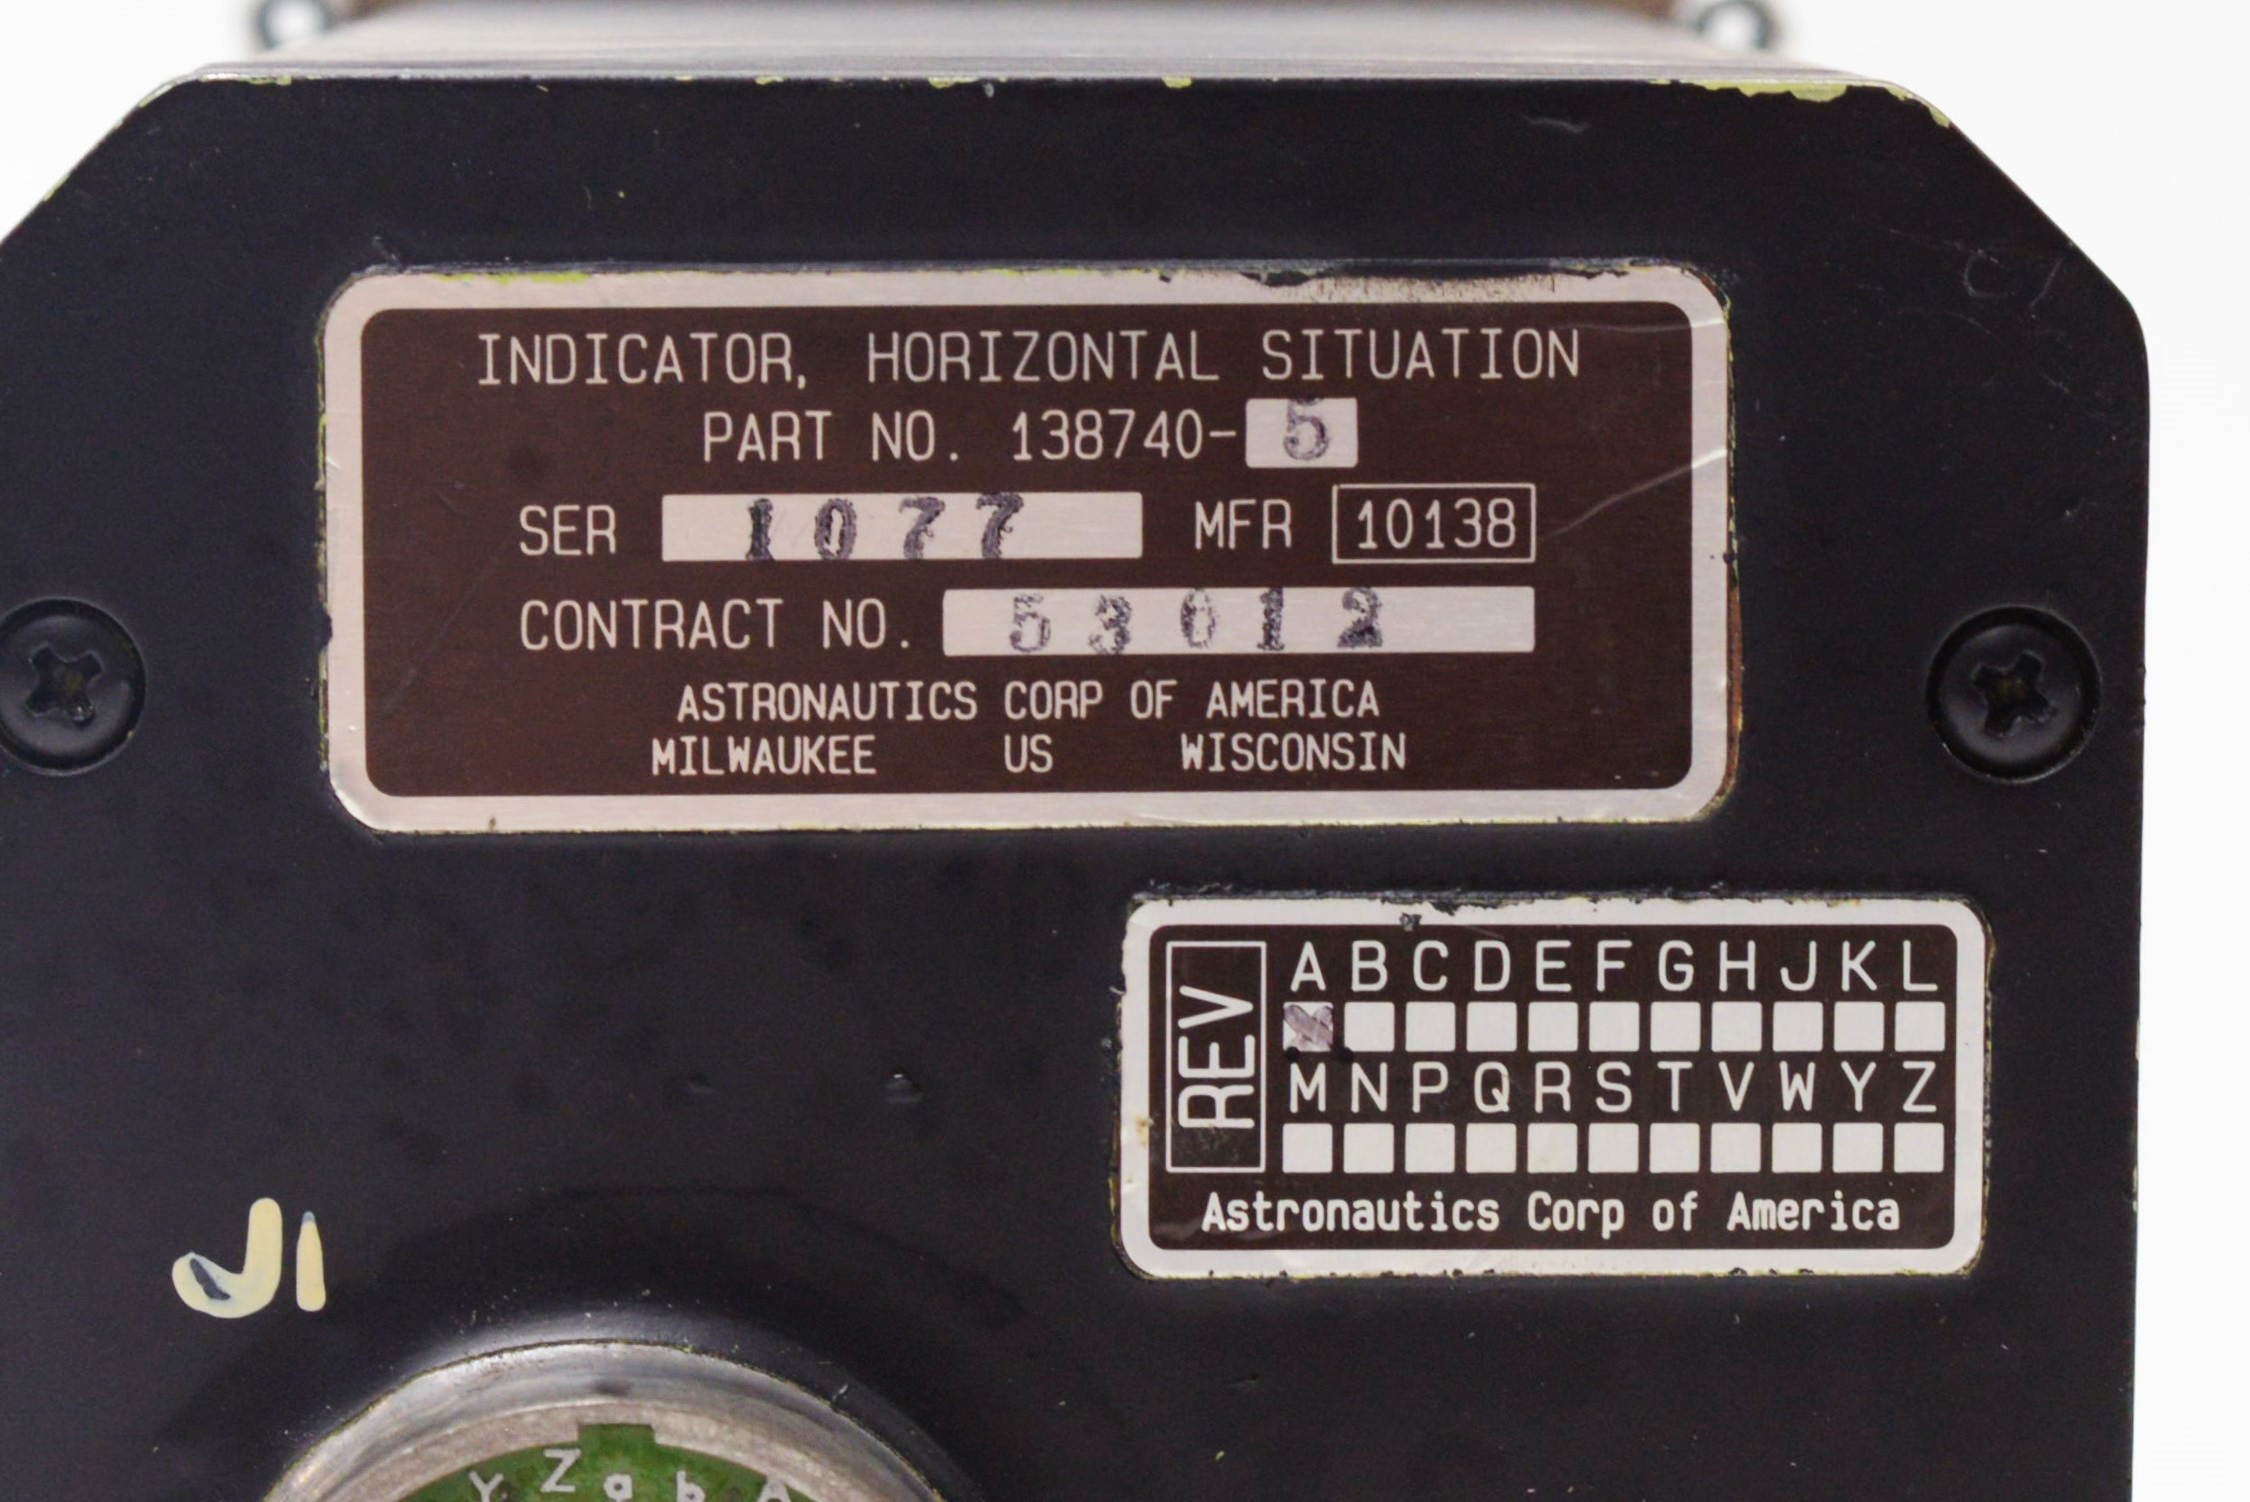 INDICATOR, HORIZONTAL SITUATION
PART NO. 138740-5
SER 1077 MFR 10138
CONTRACT NO. 53612
ASTRONAUTICS CORP OF AMERICA
MILWAUKEE US WISCONSIN
REV
A B C D E F G H J K L
M N P Q R S T V W Y Z
Astronautics Corp of America
J1
Y Z a b A